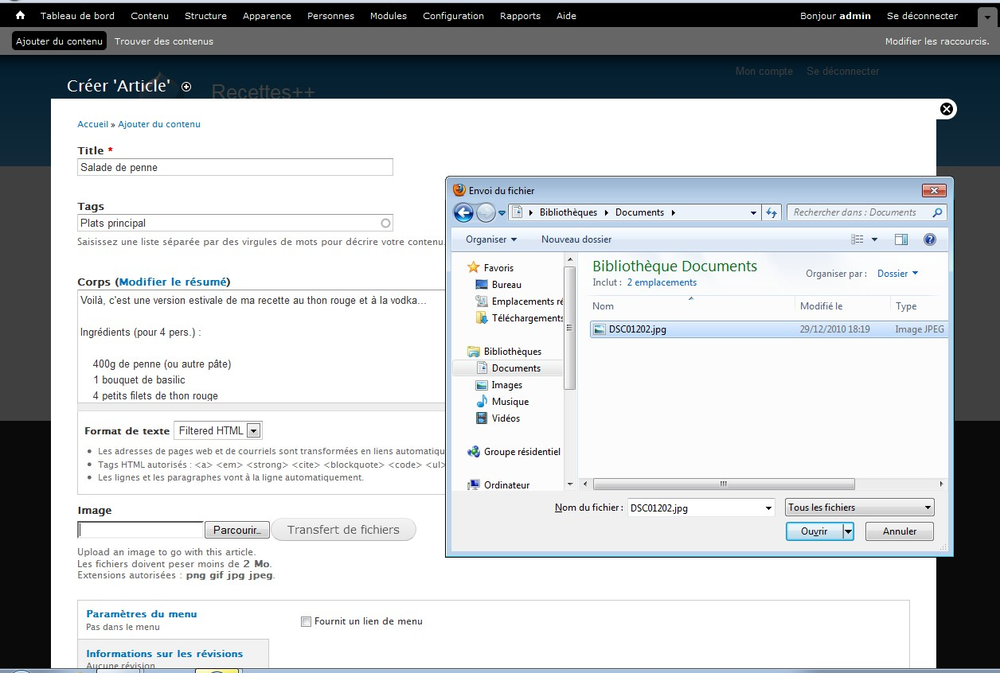 Tableau de bord Contenu Structure Apparence Personnes Modules Configuration Rapports Aide Bonjour admin Se déconnecter
Ajouter du contenu Trouver des contenus Modifier les raccourcis.
Mon compte Se déconnecter
Créer 'Article' Recettes++
Accueil » Ajouter du contenu
Title *
Salade de penne
Tags
Plats principal
Saisissez une liste séparée par des virgules de mots pour décrire votre contenu.
Corps (Modifier le résumé)
Voilà, c'est une version estivale de ma recette au thon rouge et à la vodka...
Ingrédients (pour 4 pers.) :
400g de penne (ou autre pâte)
1 bouquet de basilic
4 petits filets de thon rouge
Format de texte Filtered HTML
Les adresses de pages web et de courriels sont transformées en liens automatiqu
Tags HTML autorisés : <a> <em> <strong> <cite> <blockquote> <code> <ul>
Les lignes et les paragraphes vont à la ligne automatiquement.
Image
Parcourir... Transfert de fichiers
Upload an image to go with this article.
Les fichiers doivent peser moins de 2 Mo.
Extensions autorisées : png gif jpg jpeg.
Paramètres du menu
Pas dans le menu
Fournit un lien de menu
Informations sur les révisions
Aucune révision
Envoi du fichier
Bibliothèques Documents Rechercher dans : Documents
Organiser Nouveau dossier
Favoris
Bureau
Emplacements ré
Téléchargements
Bibliothèques
Documents
Images
Musique
Vidéos
Groupe résidentiel
Ordinateur
Bibliothèque Documents
Inclut : 2 emplacements
Organiser par : Dossier
Nom Modifié le Type
DSC01202.jpg 29/12/2010 18:19 Image JPEG
Nom du fichier : DSC01202.jpg Tous les fichiers
Ouvrir Annuler